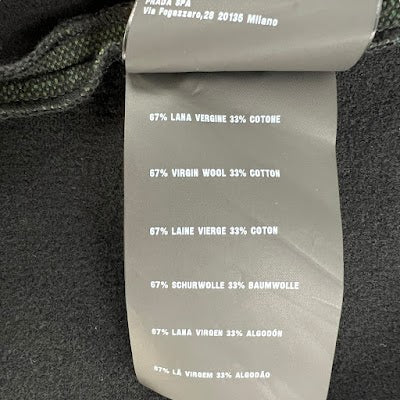 PRADA SPA
Via Fogazzaro,28 20135 Milano
67% LANA VERGINE 33% COTONE
67% VIRGIN WOOL 33% COTTON
67% LAINE VIERGE 33% COTON
67% SCHURWOLLE 33% BAUMWOLLE
67% LANA VIRGEN 33% ALGODÓN
67% LÃ VIRGEM 33% ALGODÃO